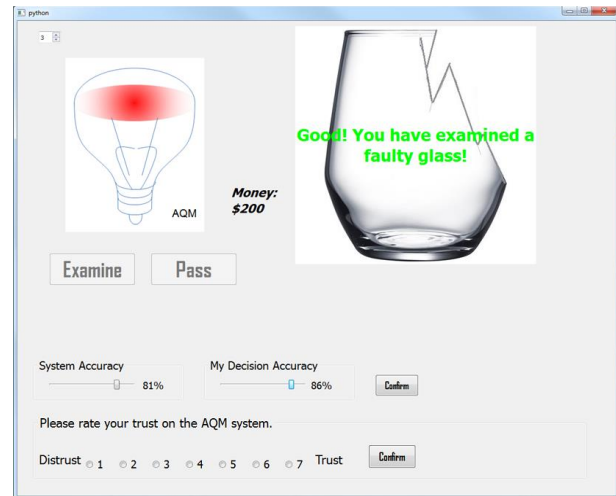 python
3
Good! You have examined a
faulty glass!
AQM
Money:
$200
Examine Pass
System Accuracy My Decision Accuracy
81% 86% Confirm
Please rate your trust on the AQM system.
Distrust 1 2 3 4 5 6 7 Trust Confirm